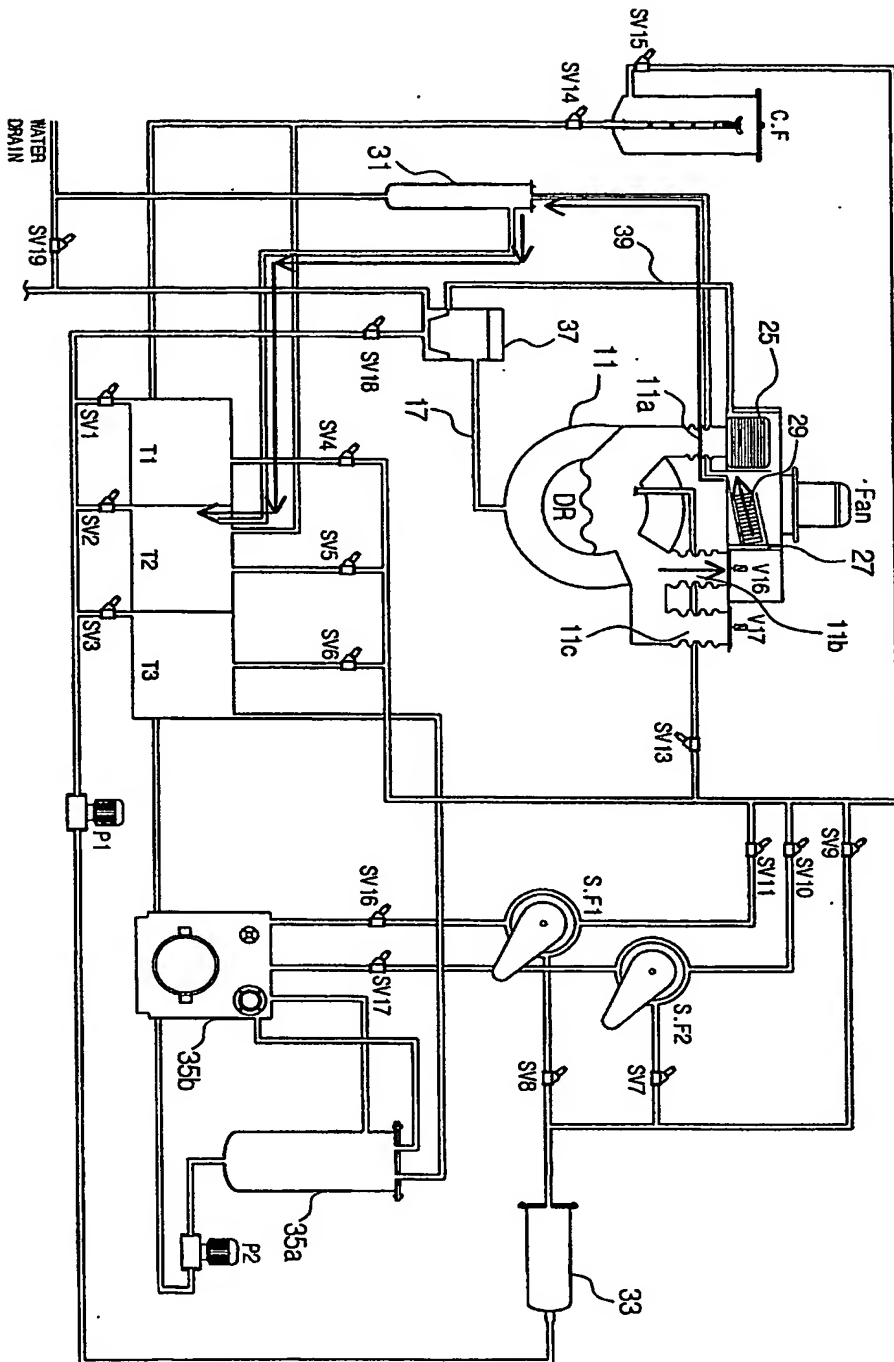 Fan
27
11b
SV9
29
SV10
C.F
25
V16
V17
SV11
S.F2
11a
SV13
SV15
39
11
11c
SV7
33
S.F1
SV14
DR
SV8
37
31
17
SV18
SV4
SV5
SV6
SV16
SV17
35a
P2
35b
T1
T2
T3
SV1
SV2
SV3
P1
SV19
WATER
DRAIN